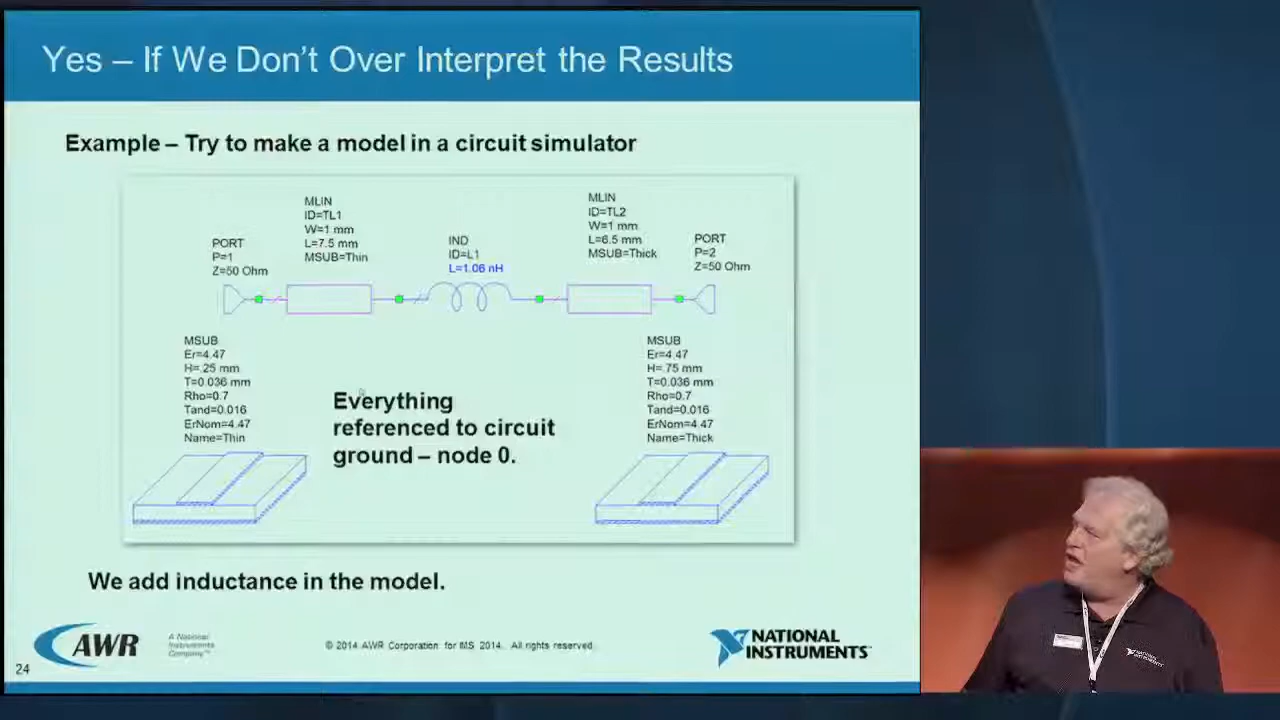 Yes – If We Don't Over Interpret the Results
Example – Try to make a model in a circuit simulator
PORT
P=1
Z=50 Ohm
MLIN
ID=TL1
W=1 mm
L=7.5 mm
MSUB=Thin
IND
ID=L1
L=1.06 nH
MLIN
ID=TL2
W=1 mm
L=6.5 mm
MSUB=Thick
PORT
P=2
Z=50 Ohm
MSUB
Er=4.47
H=.25 mm
T=0.036 mm
Rho=0.7
Tand=0.016
ErNom=4.47
Name=Thin
Everything
referenced to circuit
ground – node 0.
MSUB
Er=4.47
H=.75 mm
T=0.036 mm
Rho=0.7
Tand=0.016
ErNom=4.47
Name=Thick
We add inductance in the model.
AWR
A National
Instruments
Company™
© 2014 AWR Corporation for IMS 2014. All rights reserved.
NATIONAL
INSTRUMENTS™
24
NATIONAL
INSTRUMENTS